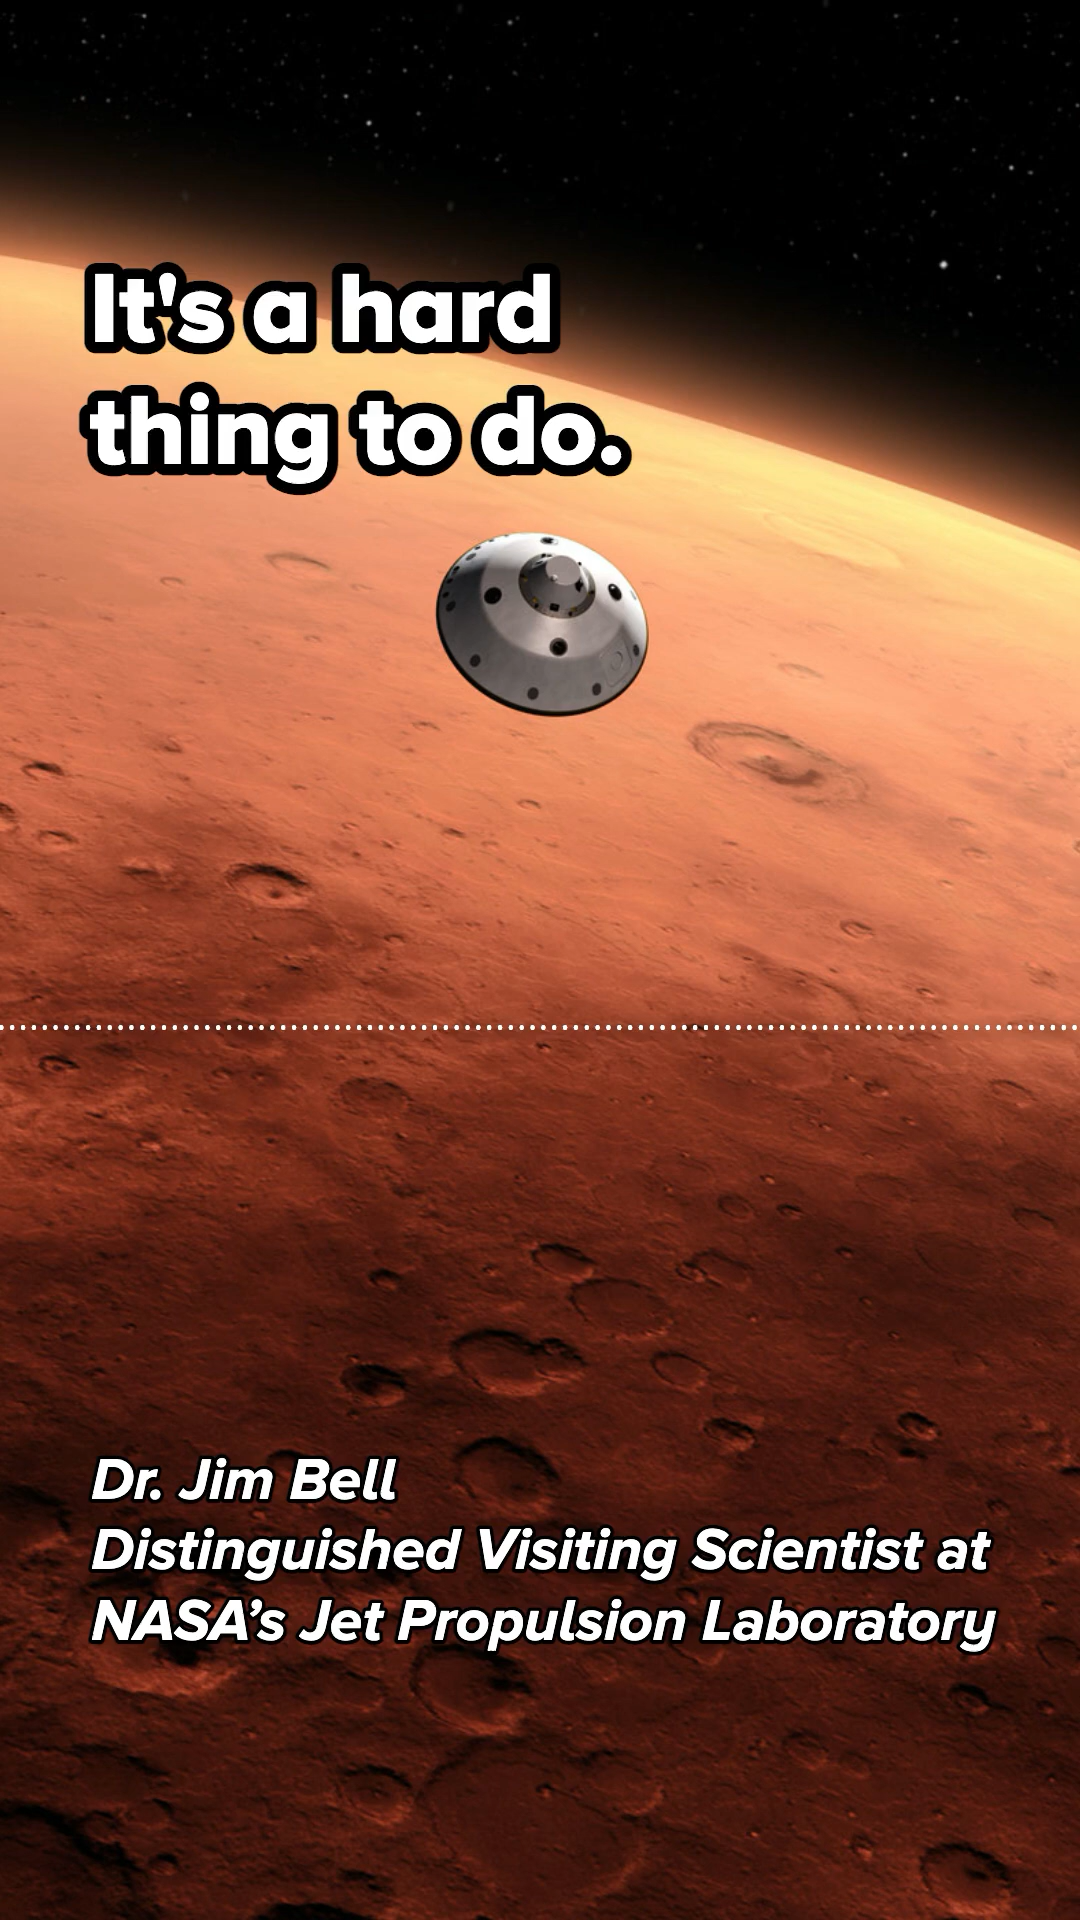 It's a hard
thing to do.
Dr. Jim Bell
Distinguished Visiting Scientist at
NASA’s Jet Propulsion Laboratory